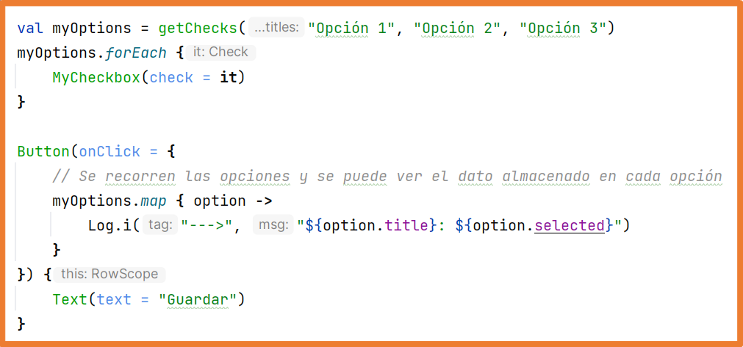 val myOptions = getChecks( ...titles: "Opción 1", "Opción 2", "Opción 3")
myOptions.forEach { it: Check
MyCheckbox(check = it)
}
Button(onClick = {
// Se recorren las opciones y se puede ver el dato almacenado en cada opción
myOptions.map { option ->
Log.i( tag: "--->", msg: "${option.title}: ${option.selected}")
}
}) { this: RowScope
Text(text = "Guardar")
}